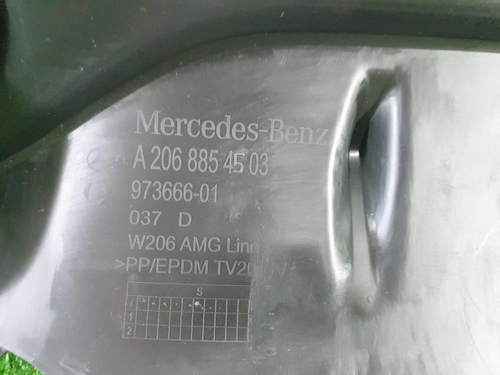 Mercedes-Benz
A 206 885 45 03
973666-01
037 D
W206 AMG Line
>PP/EPDM
S
/
1
2